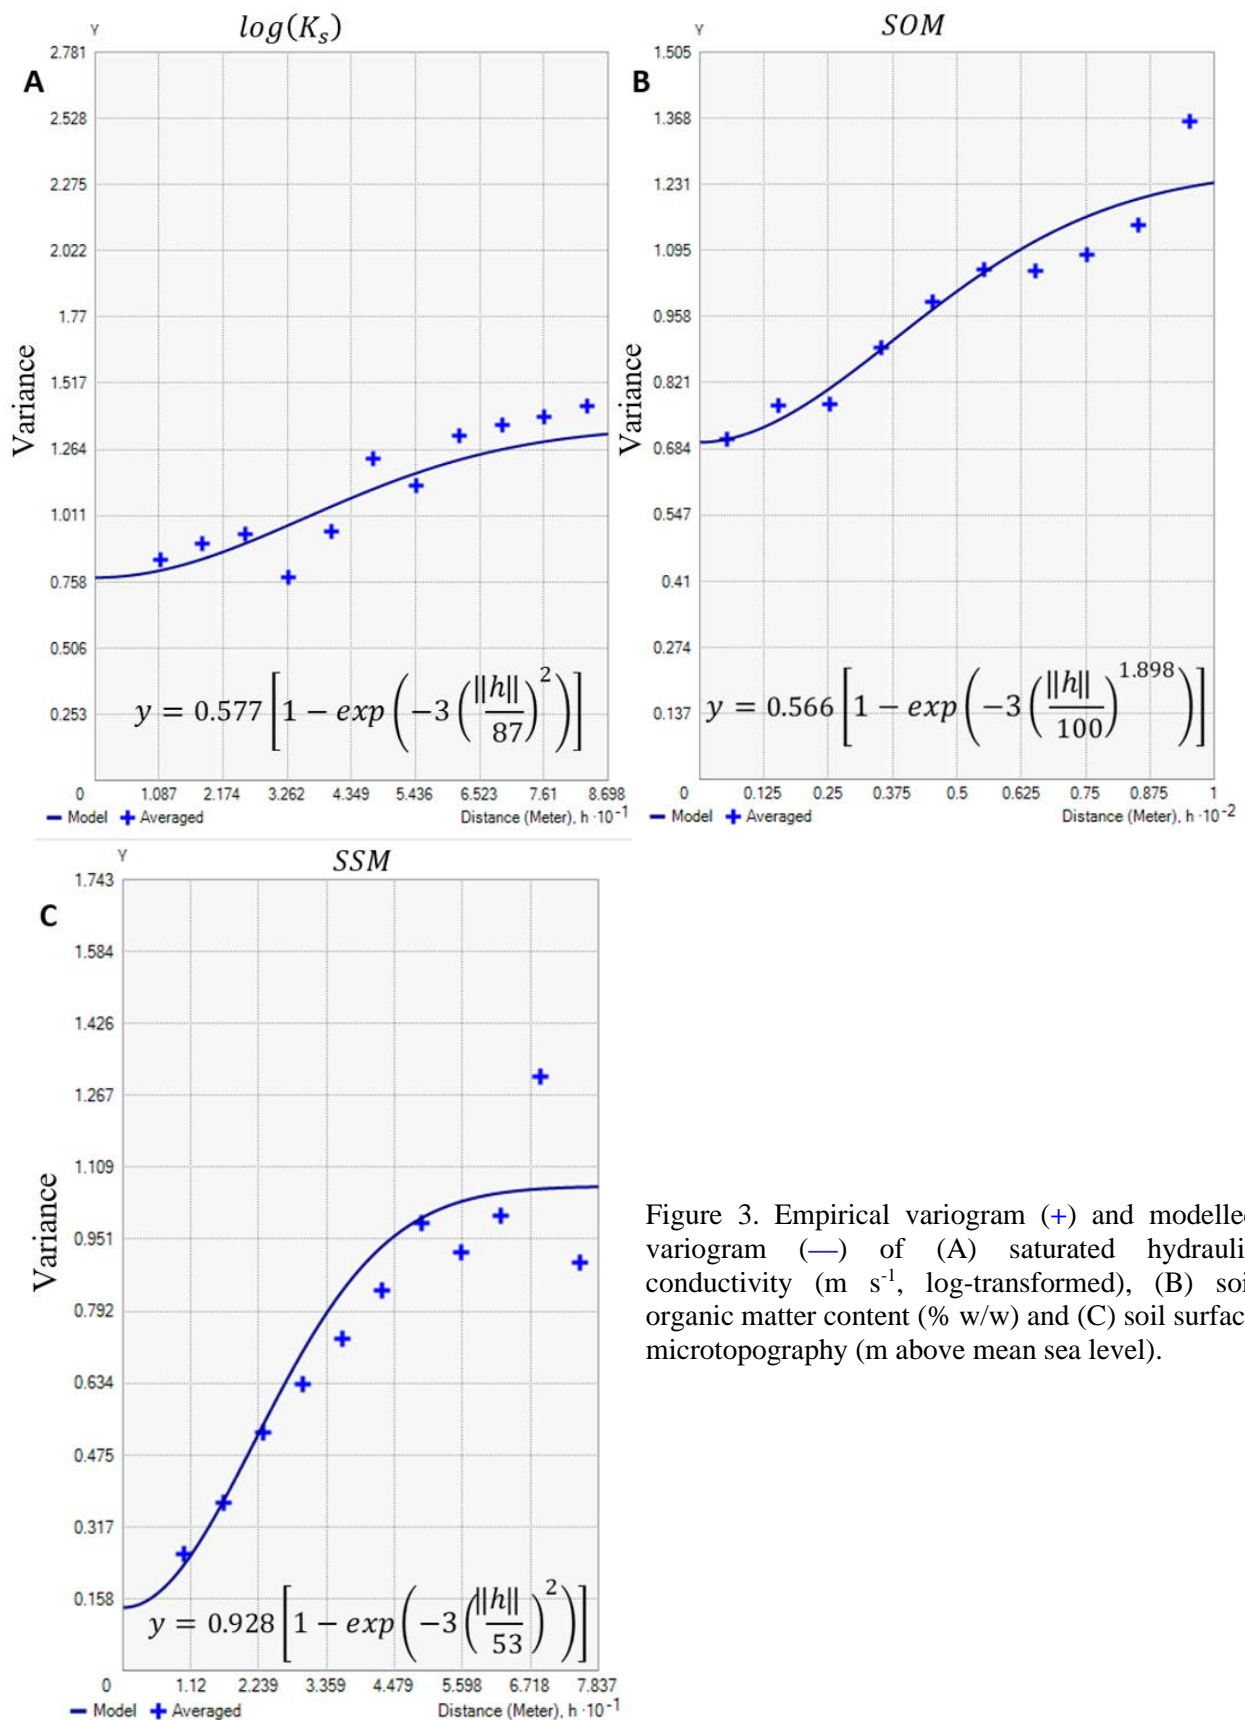 Y
log(K_s)
A
2.781
2.528
2.275
2.022
1.77
1.517
1.264
1.011
0.758
0.506
0.253
Variance
y = 0.577 [1 − exp(−3(‖h‖/87)^2)]
0 1.087 2.174 3.262 4.349 5.436 6.523 7.61 8.698
Model Averaged Distance (Meter), h ·10^-1
Y
SOM
B
1.505
1.368
1.231
1.095
0.958
0.821
0.684
0.547
0.41
0.274
0.137
Variance
y = 0.566 [1 − exp(−3(‖h‖/100)^1.898)]
0 0.125 0.25 0.375 0.5 0.625 0.75 0.875 1
Model Averaged Distance (Meter), h ·10^-2
Y
SSM
C
1.743
1.584
1.426
1.267
1.109
0.951
0.792
0.634
0.475
0.317
0.158
Variance
y = 0.928 [1 − exp(−3(‖h‖/53)^2)]
0 1.12 2.239 3.359 4.479 5.598 6.718 7.837
Model Averaged Distance (Meter), h ·10^-1
Figure 3. Empirical variogram (+) and modelle
variogram (—) of (A) saturated hydrauli
conductivity (m s^-1, log-transformed), (B) soi
organic matter content (% w/w) and (C) soil surfac
microtopography (m above mean sea level).